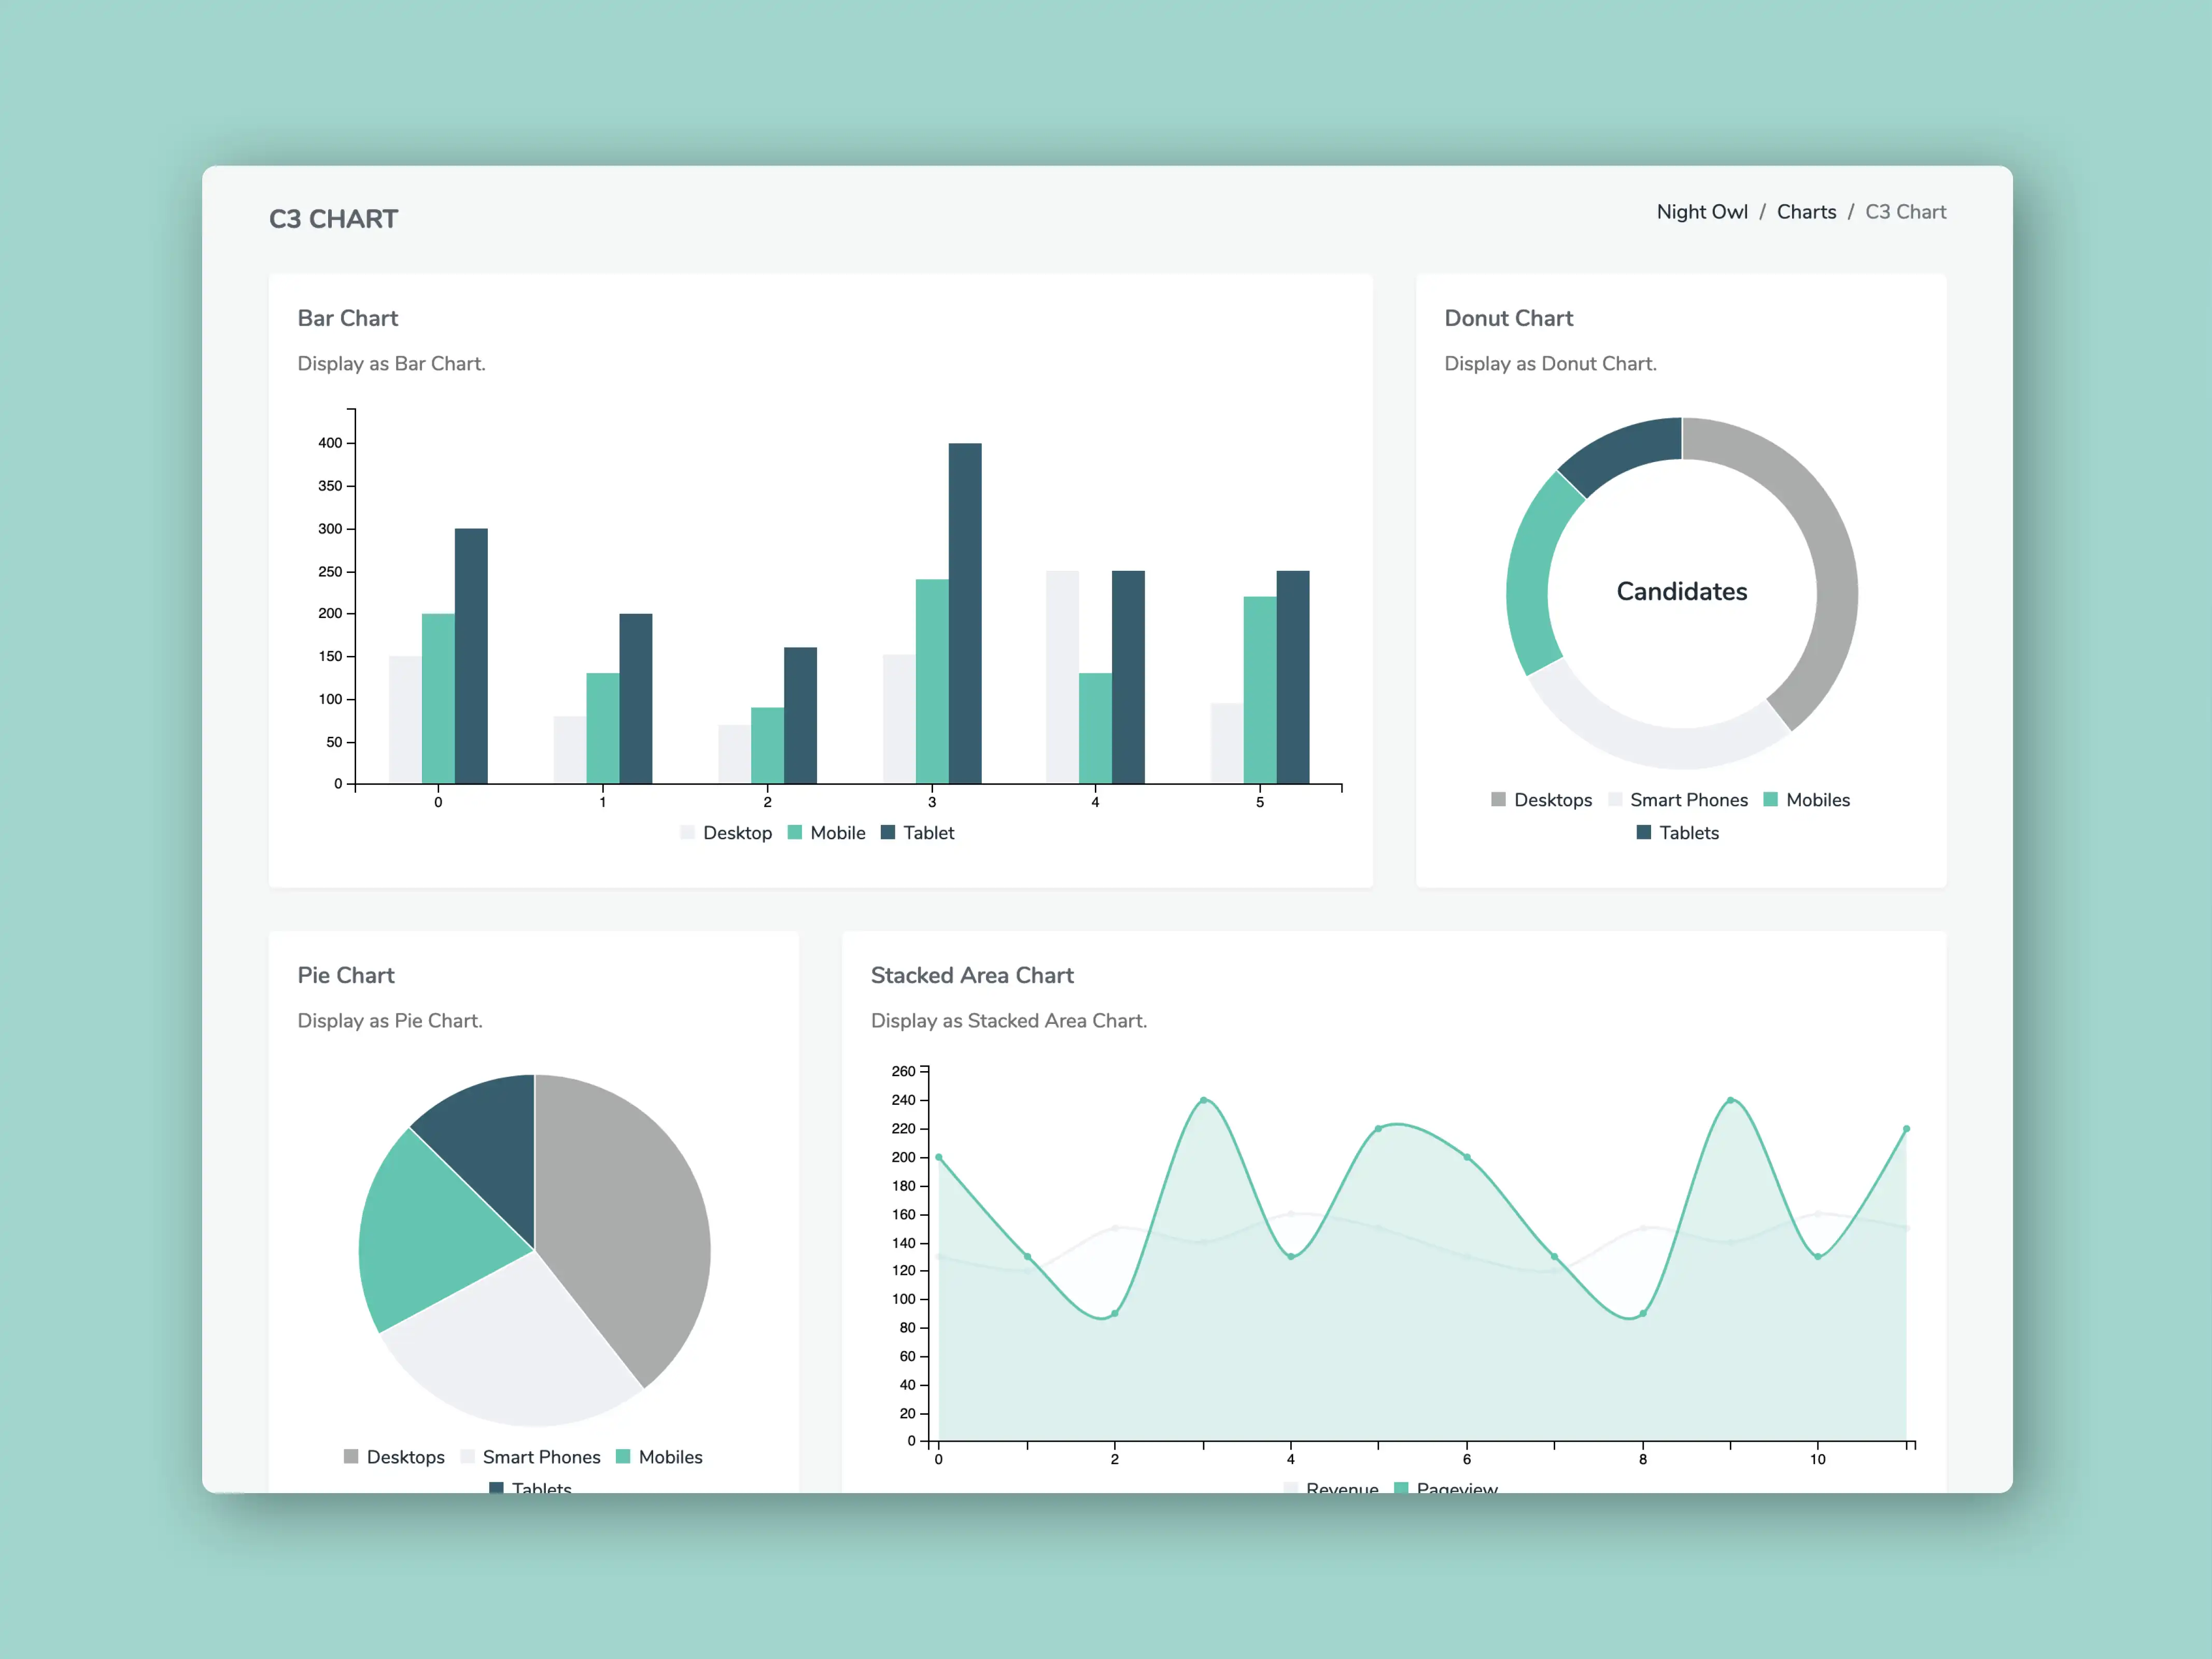 C3 CHART
Night Owl / Charts / C3 Chart
Bar Chart
Display as Bar Chart.
400
350
300
250
200
150
100
50
0
0 1 2 3 4 5
Desktop Mobile Tablet
Donut Chart
Display as Donut Chart.
Candidates
Desktops Smart Phones Mobiles
Tablets
Pie Chart
Display as Pie Chart.
Desktops Smart Phones Mobiles
Tablets
Stacked Area Chart
Display as Stacked Area Chart.
260
240
220
200
180
160
140
120
100
80
60
40
20
0
0 2 4 6 8 10
Revenue Pageview